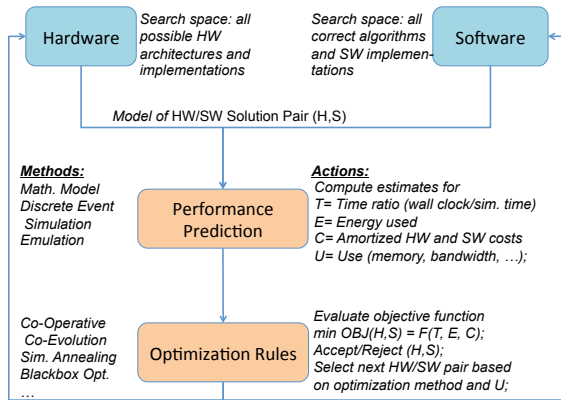 Hardware
Search space: all
possible HW
architectures and
implementations
Search space: all
correct algorithms
and SW implemen-
tations
Software
Model of HW/SW Solution Pair (H,S)
Methods:
Math. Model
Discrete Event
Simulation
Emulation
Performance
Prediction
Actions:
Compute estimates for
T= Time ratio (wall clock/sim. time)
E= Energy used
C= Amortized HW and SW costs
U= Use (memory, bandwidth, …);
Co-Operative
Co-Evolution
Sim. Annealing
Blackbox Opt.
…
Optimization Rules
Evaluate objective function
min OBJ(H,S) = F(T, E, C);
Accept/Reject (H,S);
Select next HW/SW pair based
on optimization method and U;